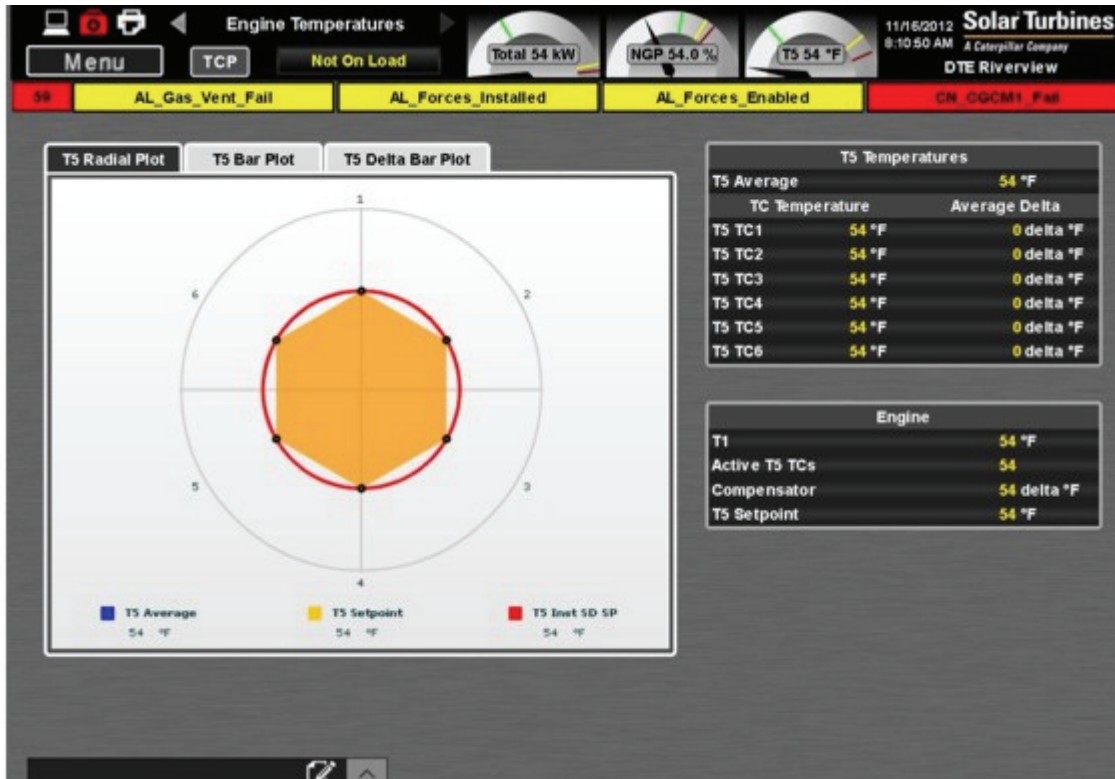 Engine Temperatures
Menu
TCP
Not On Load
Total 54 kW
NGP 54.0 %
T5 54 °F
11/16/2012
8:10:50 AM
Solar Turbines
A Caterpillar Company
DTE Riverview
59
AL_Gas_Vent_Fail
AL_Forces_Installed
AL_Forces_Enabled
CN_CGCM1_Fail
T5 Radial Plot
T5 Bar Plot
T5 Delta Bar Plot
1
2
3
4
5
6
T5 Average
54 °F
T5 Setpoint
54 °F
T5 Inst SD SP
54 °F
T5 Temperatures
T5 Average 54 °F
TC Temperature Average Delta
T5 TC1 54 °F 0 delta °F
T5 TC2 54 °F 0 delta °F
T5 TC3 54 °F 0 delta °F
T5 TC4 54 °F 0 delta °F
T5 TC5 54 °F 0 delta °F
T5 TC6 54 °F 0 delta °F
Engine
T1 54 °F
Active T5 TCs 54
Compensator 54 delta °F
T5 Setpoint 54 °F